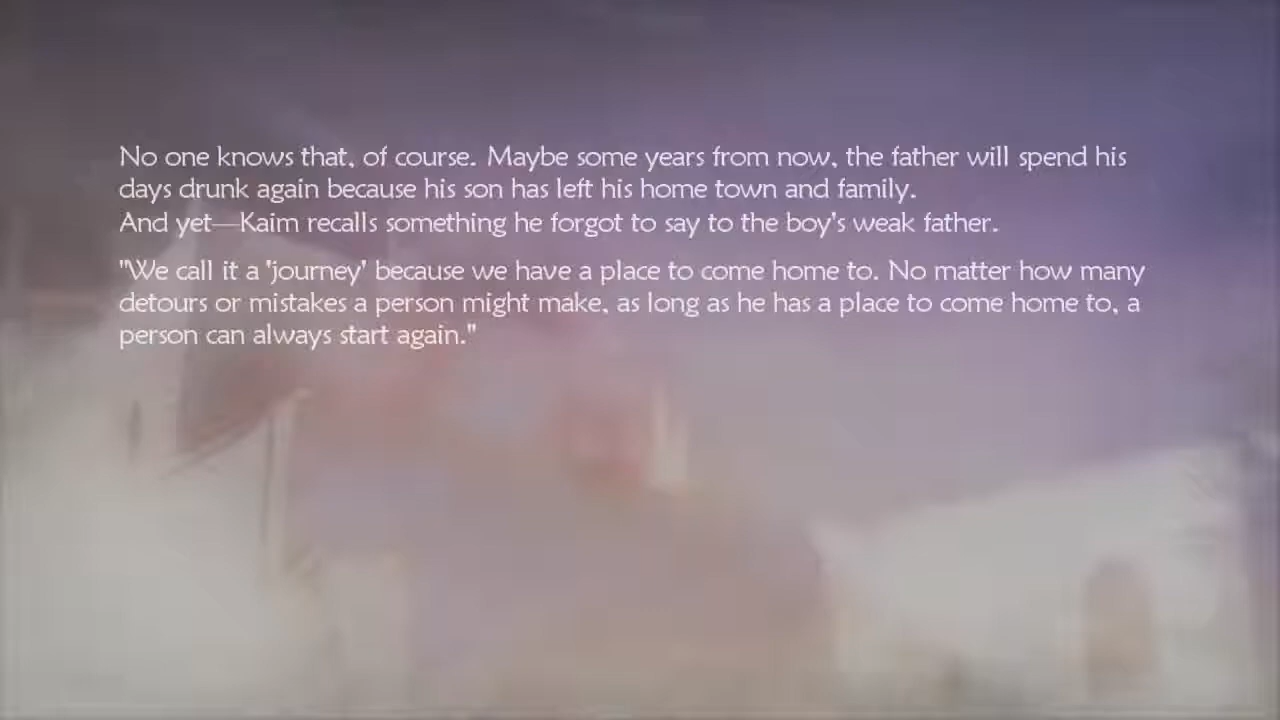 No one knows that, of course. Maybe some years from now, the father will spend his
days drunk again because his son has left his home town and family.
And yet—Kaim recalls something he forgot to say to the boy's weak father.
"We call it a 'journey' because we have a place to come home to. No matter how many
detours or mistakes a person might make, as long as he has a place to come home to, a
person can always start again."